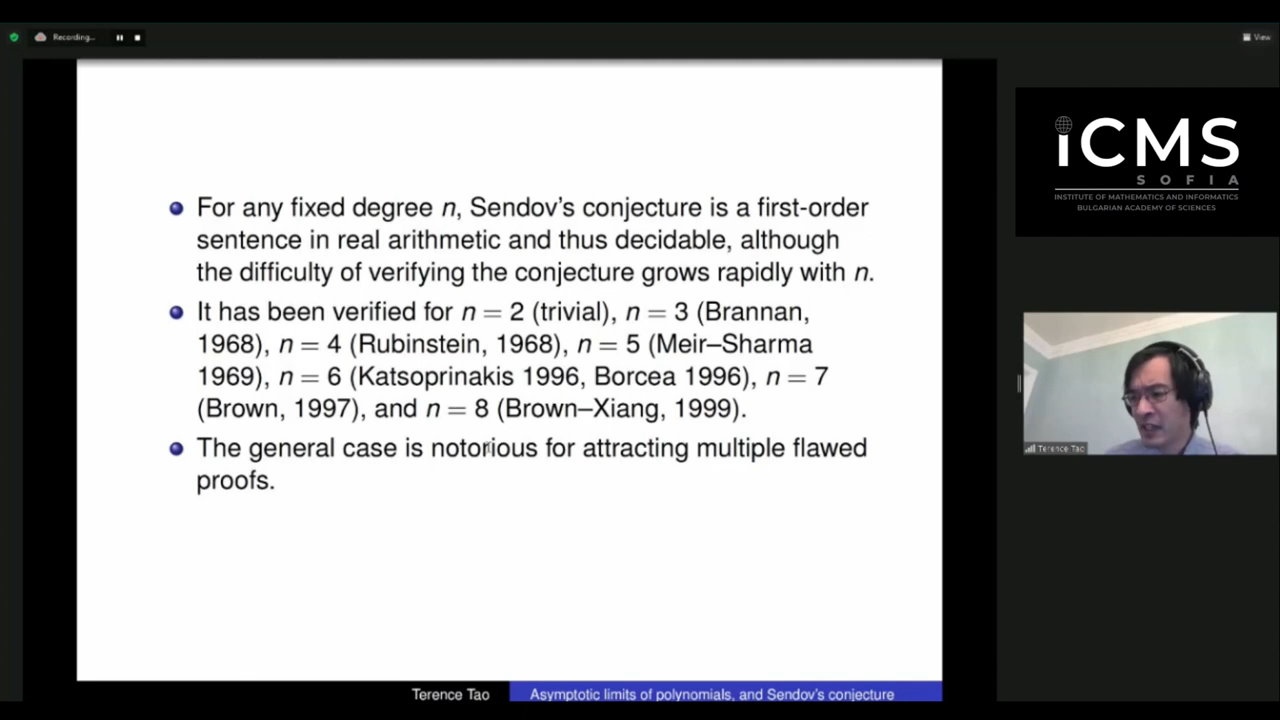 Recording...
View
For any fixed degree n, Sendov's conjecture is a first-order
sentence in real arithmetic and thus decidable, although
the difficulty of verifying the conjecture grows rapidly with n.
It has been verified for n = 2 (trivial), n = 3 (Brannan,
1968), n = 4 (Rubinstein, 1968), n = 5 (Meir–Sharma
1969), n = 6 (Katsoprinakis 1996, Borcea 1996), n = 7
(Brown, 1997), and n = 8 (Brown–Xiang, 1999).
The general case is notorious for attracting multiple flawed
proofs.
Terence Tao
Asymptotic limits of polynomials, and Sendov's conjecture
iCMS
SOFIA
INSTITUTE OF MATHEMATICS AND INFORMATICS
BULGARIAN ACADEMY OF SCIENCES
Terence Tao